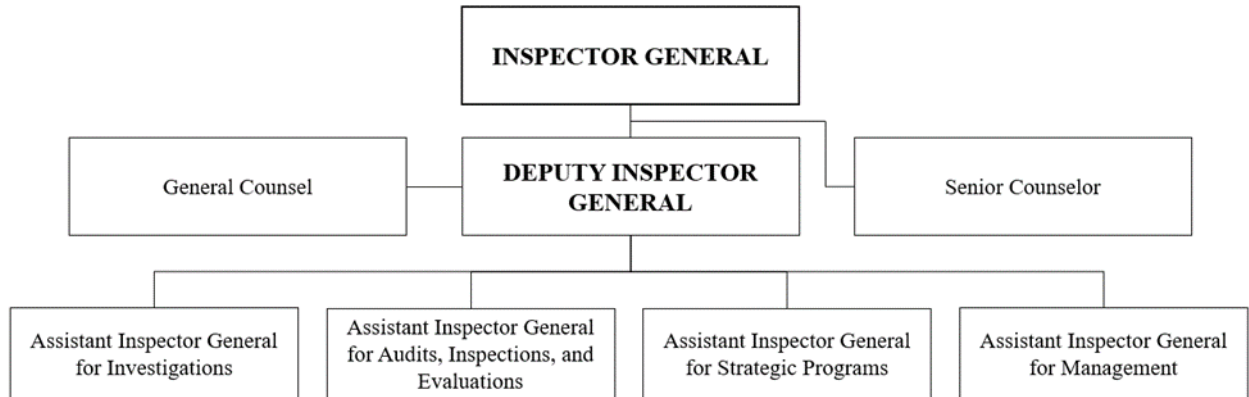 INSPECTOR GENERAL
General Counsel
DEPUTY INSPECTOR
GENERAL
Senior Counselor
Assistant Inspector General
for Investigations
Assistant Inspector General
for Audits, Inspections, and
Evaluations
Assistant Inspector General
for Strategic Programs
Assistant Inspector General
for Management